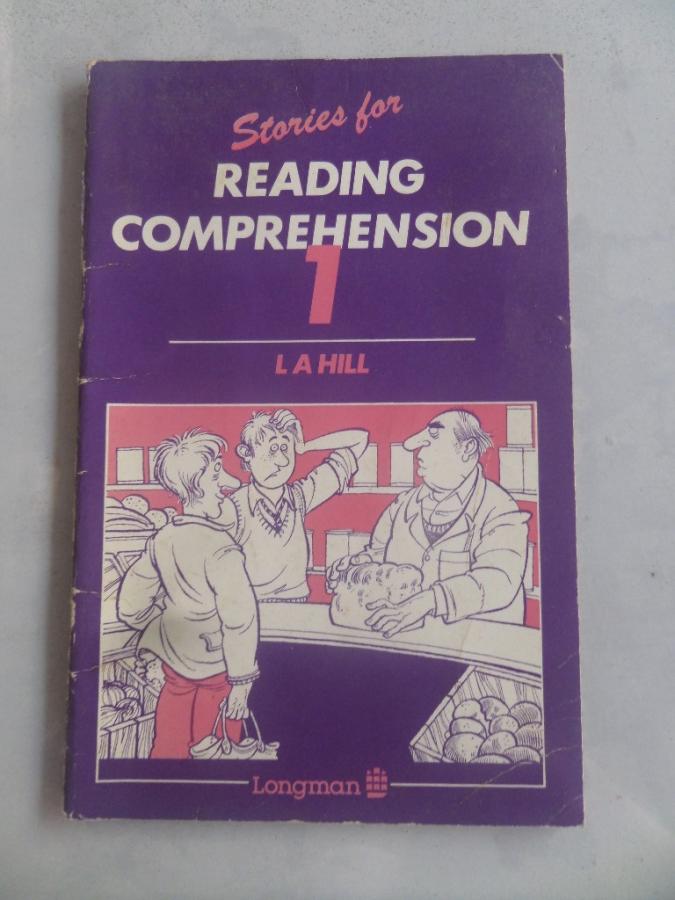 Stories for
READING
COMPREHENSION
1
L A HILL
Longman